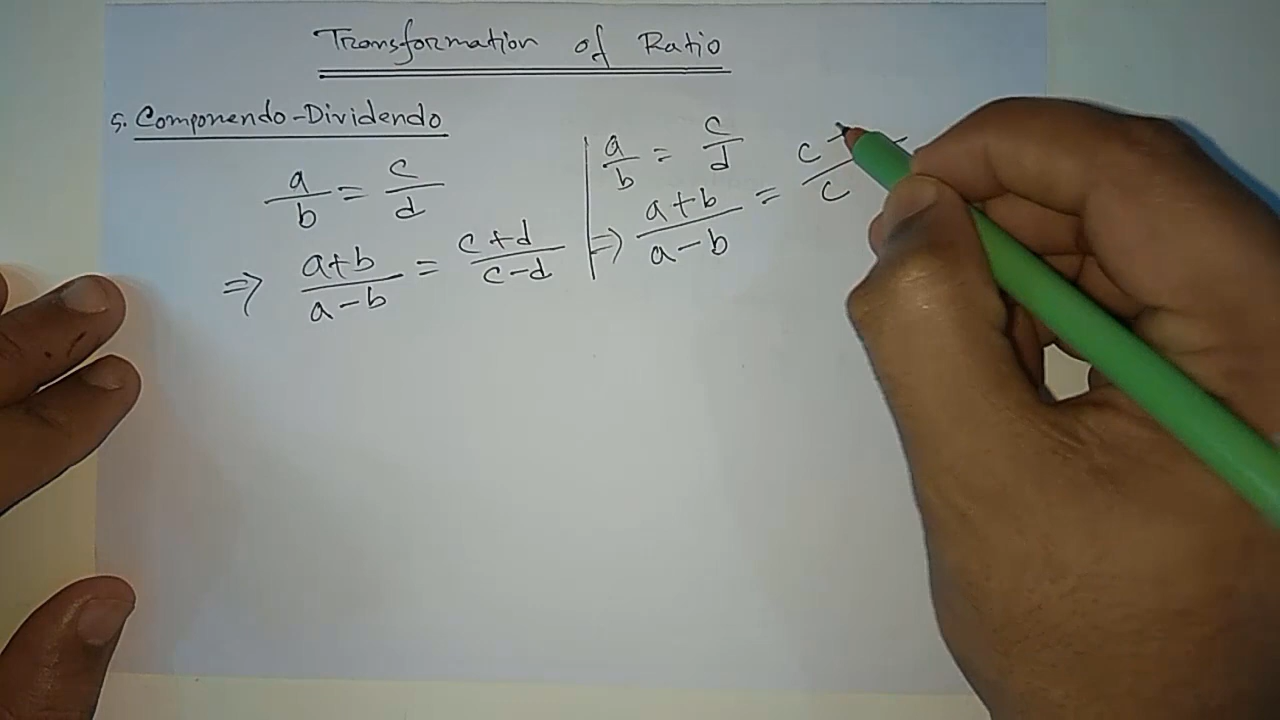 Transformation of Ratio
5. Componendo-Dividendo
a/b = c/d
⇒ a+b/a-b = c+d/c-d
a/b = c/d
⇒ a+b/a-b = c+/c